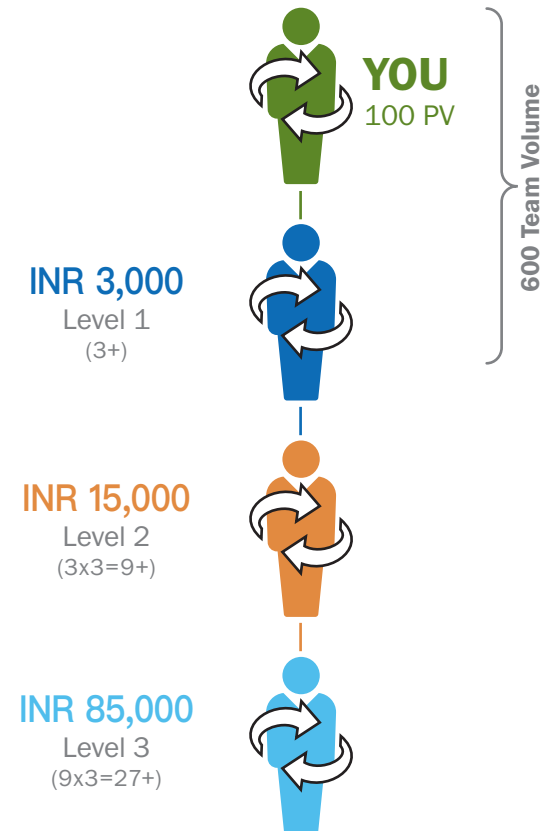 YOU
100 PV
600 Team Volume
INR 3,000
Level 1
(3+)
INR 15,000
Level 2
(3x3=9+)
INR 85,000
Level 3
(9x3=27+)